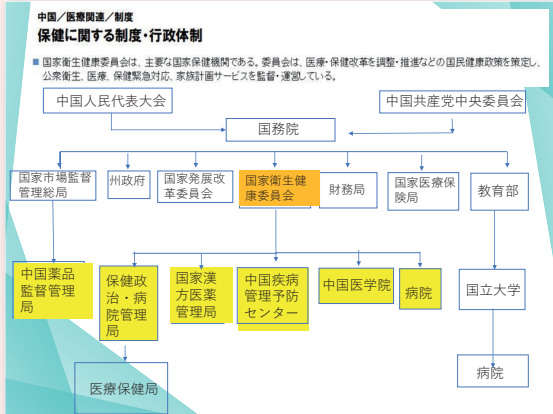 中国／医療関連／制度
保健に関する制度・行政体制
■ 国家衛生健康委員会は、主要な国家保健機関である。委員会は、医療・保健改革を調整・推進などの国民健康政策を策定し、
公衆衛生、医療、保健緊急対応、家族計画サービスを監督・運営している。
中国人民代表大会
中国共産党中央委員会
国務院
国家市場監督
管理総局
州政府
国家発展改
革委員会
国家衛生健
康委員会
財務局
国家医療保
険局
教育部
中国薬品
監督管理
局
保健政
治・病
院管理
局
国家漢
方医薬
管理局
中国疾病
管理予防
センター
中国医学院
病院
国立大学
医療保健局
病院